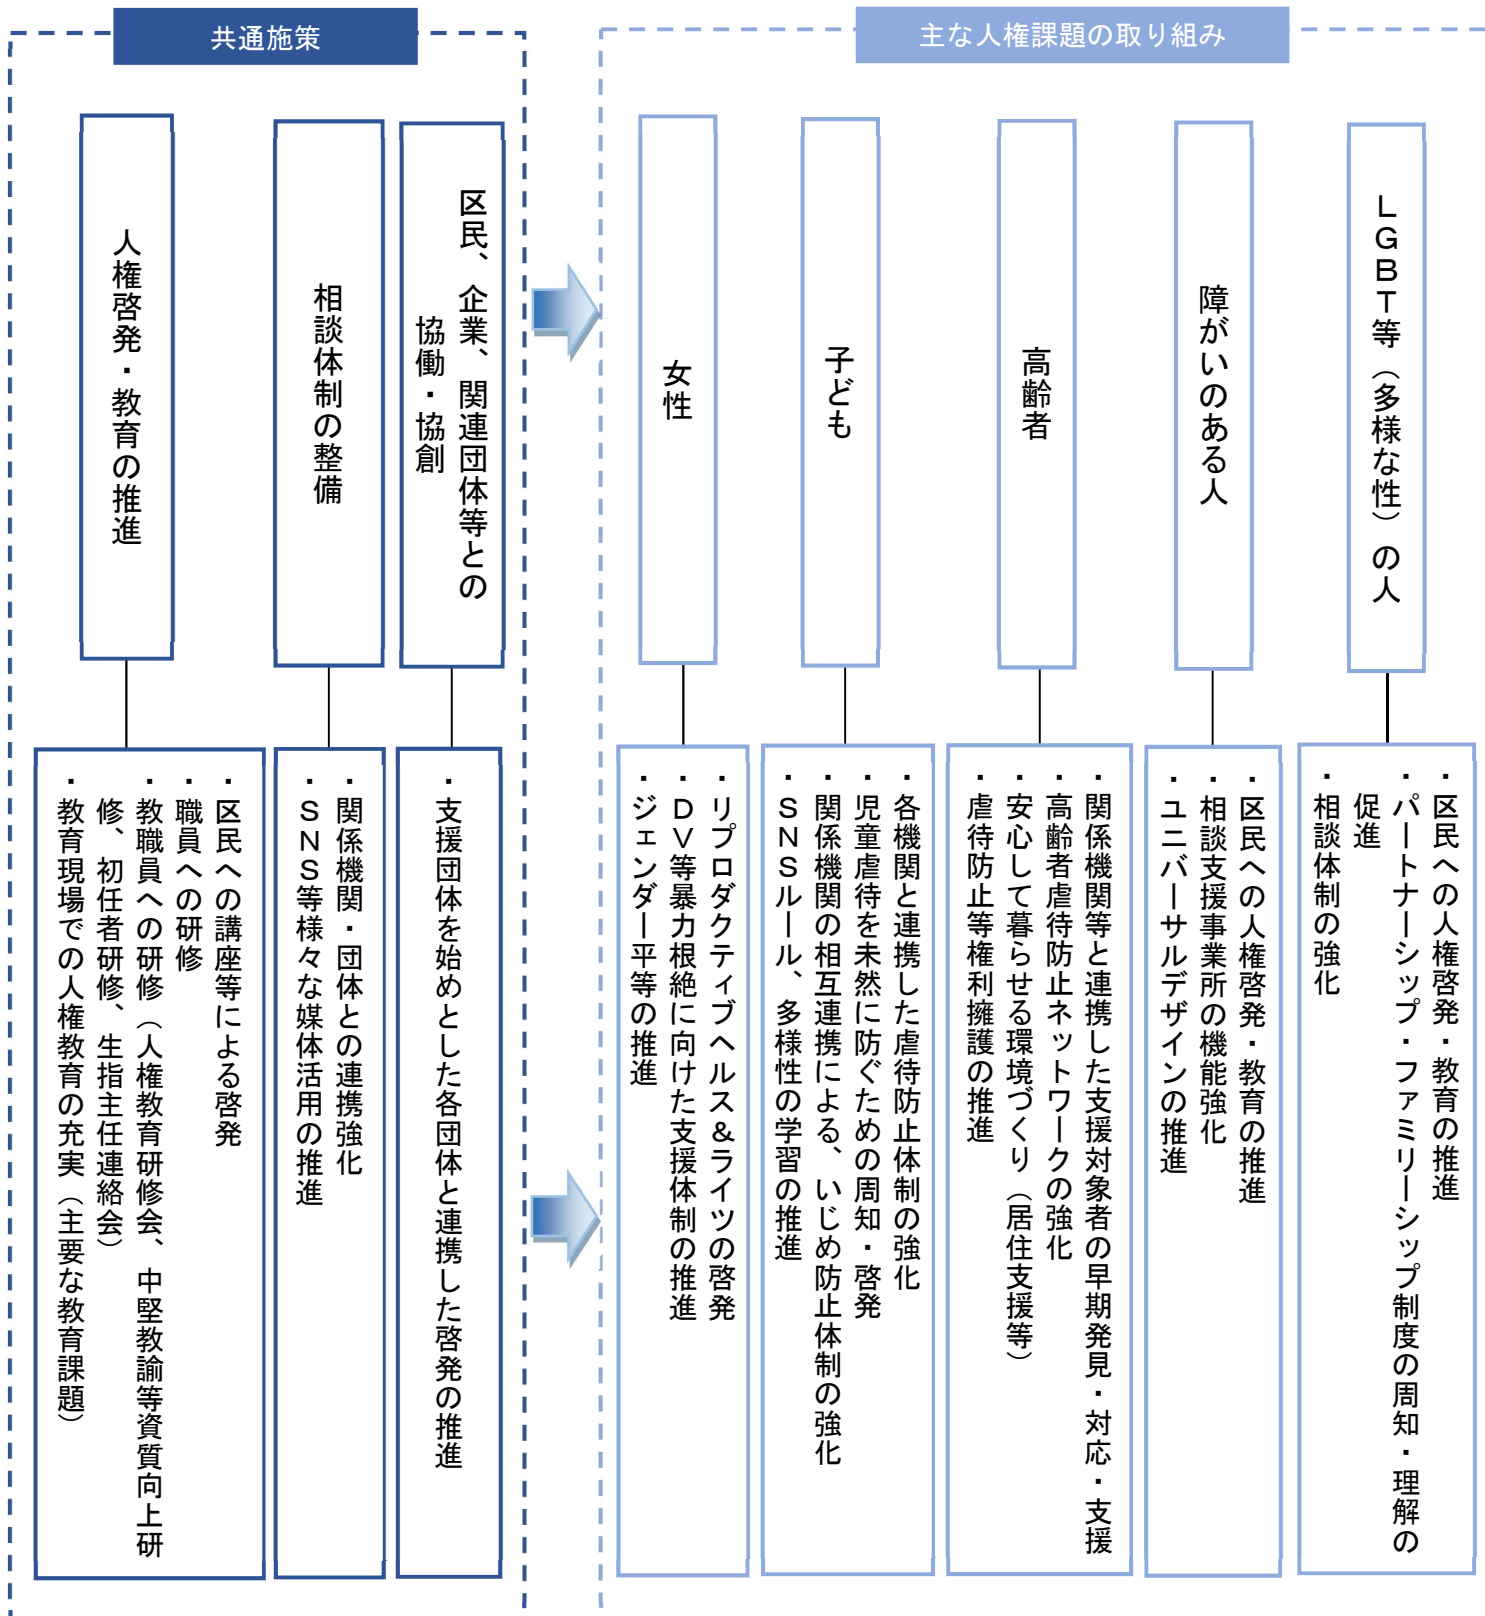 共通施策
人権啓発・教育の推進
・区民への講座等による啓発
・職員への研修
・教職員への研修（人権教育研修会、中堅教諭等資質向上研
修、初任者研修、生指主任連絡会）
・教育現場での人権教育の充実（主要な教育課題）
相談体制の整備
・関係機関・団体との連携強化
・ＳＮＳ等様々な媒体活用の推進
区民、企業、関連団体等との
協働・協創
・支援団体を始めとした各団体と連携した啓発の推進
主な人権課題の取り組み
女性
・リプロダクティブヘルス＆ライツの啓発
・ＤＶ等暴力根絶に向けた支援体制の推進
・ジェンダー平等の推進
子ども
・各機関と連携した虐待防止体制の強化
・児童虐待を未然に防ぐための周知・啓発
・関係機関の相互連携による、いじめ防止体制の強化
・ＳＮＳルール、多様性の学習の推進
高齢者
・関係機関等と連携した支援対象者の早期発見・対応・支援
・高齢者虐待防止ネットワークの強化
・安心して暮らせる環境づくり（居住支援等）
・虐待防止等権利擁護の推進
障がいのある人
・区民への人権啓発・教育の推進
・相談支援事業所の機能強化
・ユニバーサルデザインの推進
ＬＧＢＴ等（多様な性）の人
・区民への人権啓発・教育の推進
・パートナーシップ・ファミリーシップ制度の周知・理解の
促進
・相談体制の強化